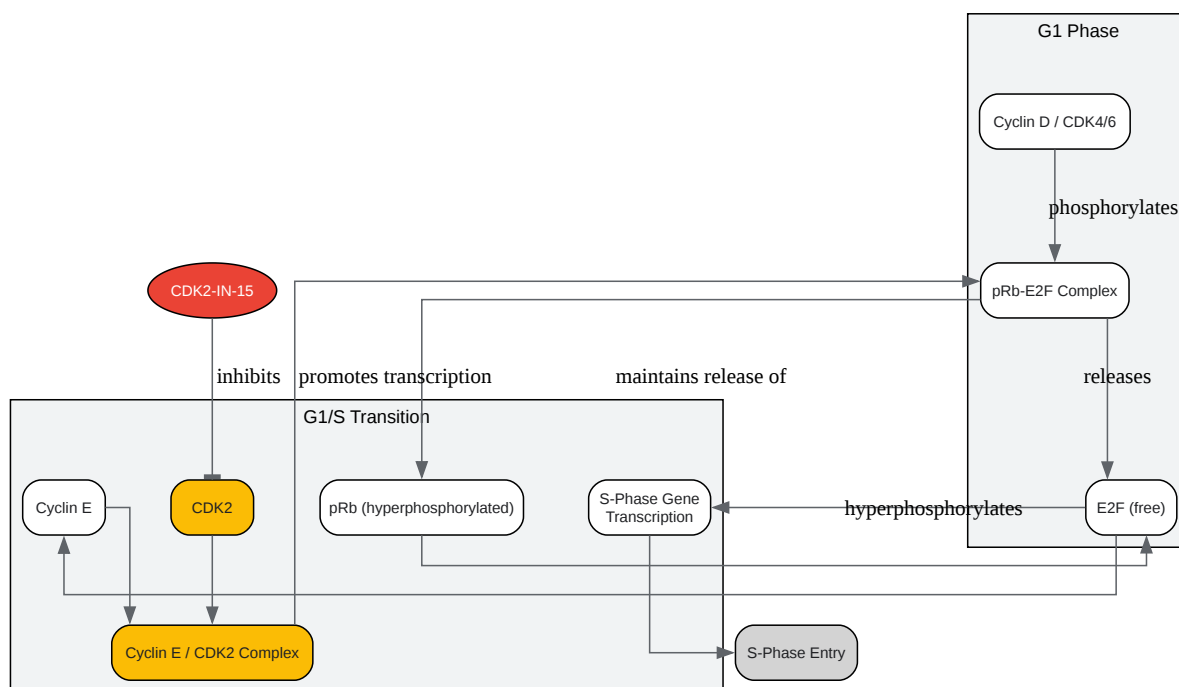 G1 Phase
Cyclin D / CDK4/6
phosphorylates
CDK2-IN-15
pRb-E2F Complex
inhibits
promotes transcription
maintains release of
releases
G1/S Transition
Cyclin E
CDK2
pRb (hyperphosphorylated)
S-Phase Gene
Transcription
hyperphosphorylates
E2F (free)
Cyclin E / CDK2 Complex
S-Phase Entry